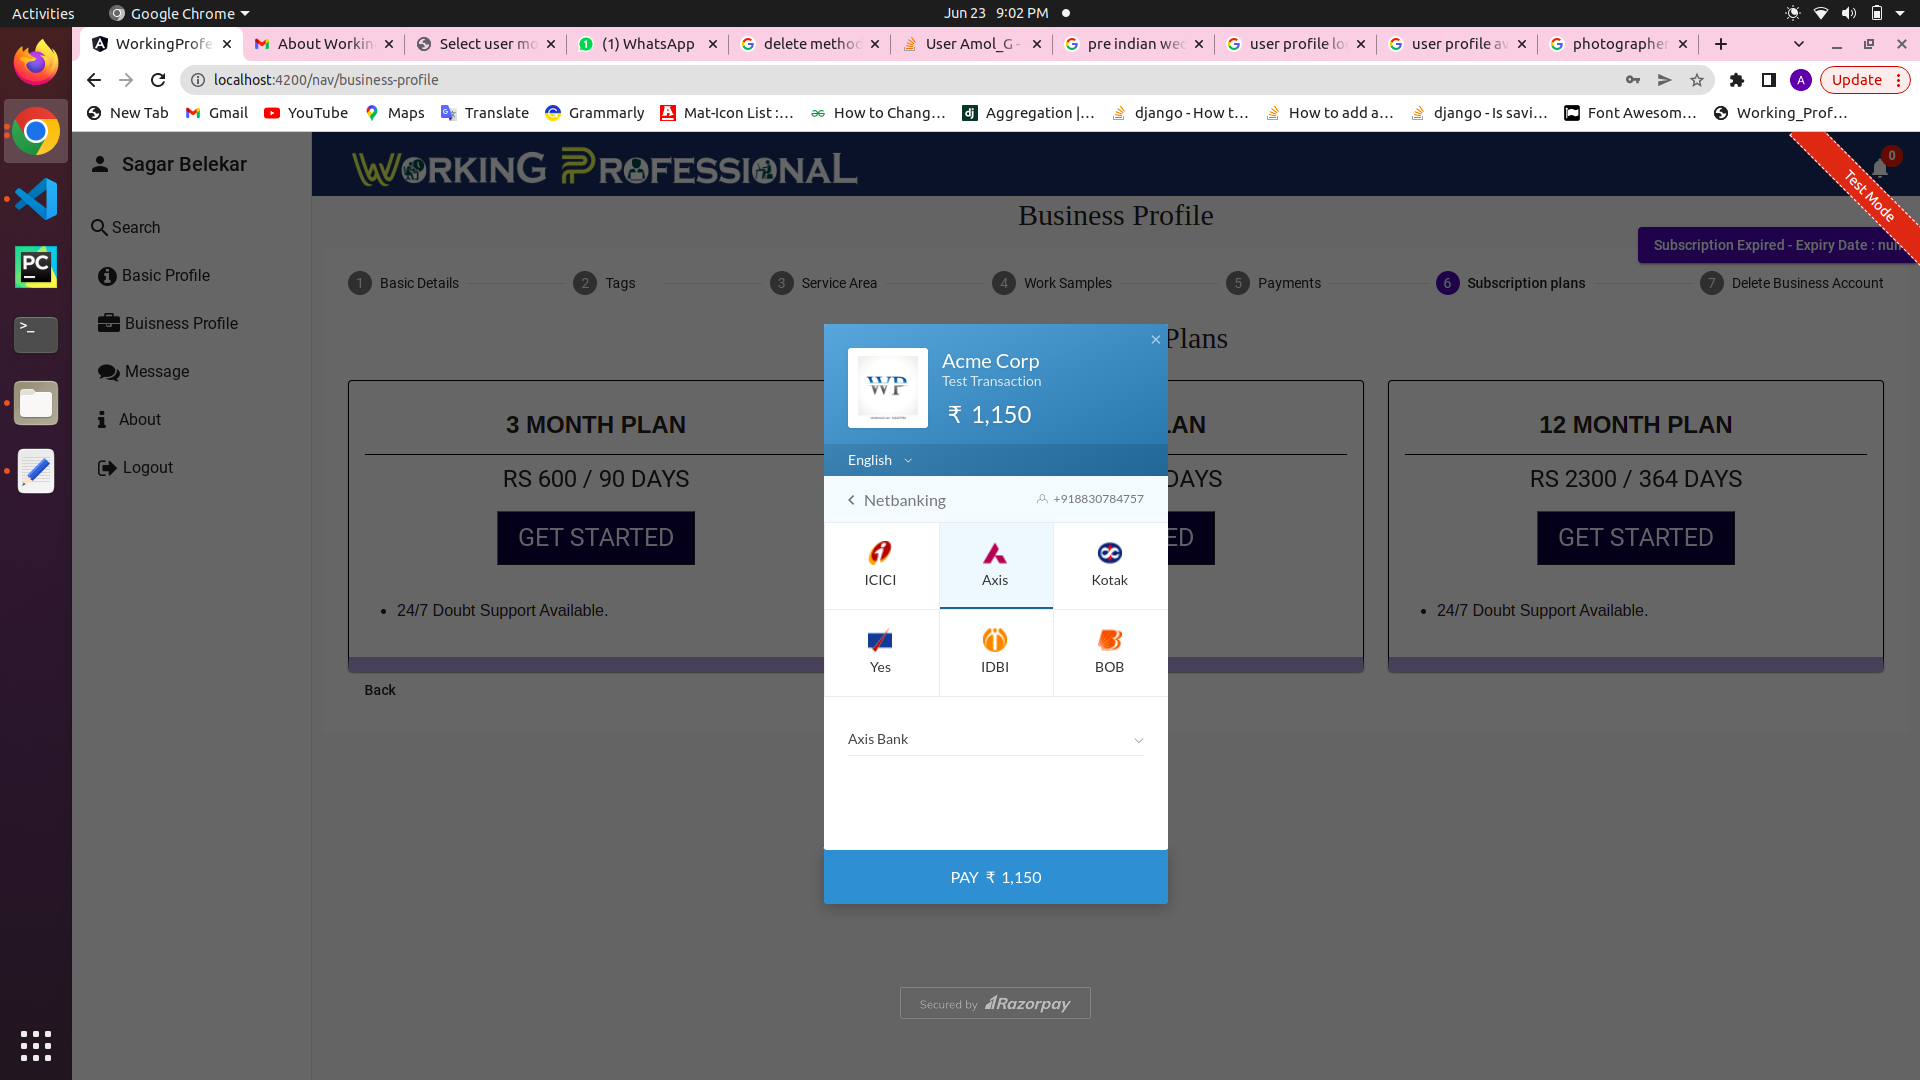 Activities
Google Chrome
Jun 23 9:02 PM
WorkingProfe
About Workin
Select user mo
(1) WhatsApp
delete metho
User Amol_G -
pre indian wed
user profile lo
user profile av
photographer
localhost:4200/nav/business-profile
A
Update
New Tab
Gmail
YouTube
Maps
Translate
Grammarly
Mat-Icon List :...
How to Chang...
Aggregation |...
django - How t...
How to add a...
django - Is savi...
Font Awesom...
Working_Prof...
Sagar Belekar
WORKING PROFESSIONAL
0
Test Mode
Business Profile
Search
Subscription Expired - Expiry Date : null
Basic Profile
1 Basic Details
2 Tags
3 Service Area
4 Work Samples
5 Payments
6 Subscription plans
7 Delete Business Account
Buisness Profile
Plans
Message
About
Logout
3 MONTH PLAN
RS 600 / 90 DAYS
GET STARTED
24/7 Doubt Support Available.
LAN
DAYS
ED
12 MONTH PLAN
RS 2300 / 364 DAYS
GET STARTED
24/7 Doubt Support Available.
Back
WP
Acme Corp
Test Transaction
₹ 1,150
English
Netbanking
+918830784757
ICICI
Axis
Kotak
Yes
IDBI
BOB
Axis Bank
PAY ₹ 1,150
Secured by Razorpay